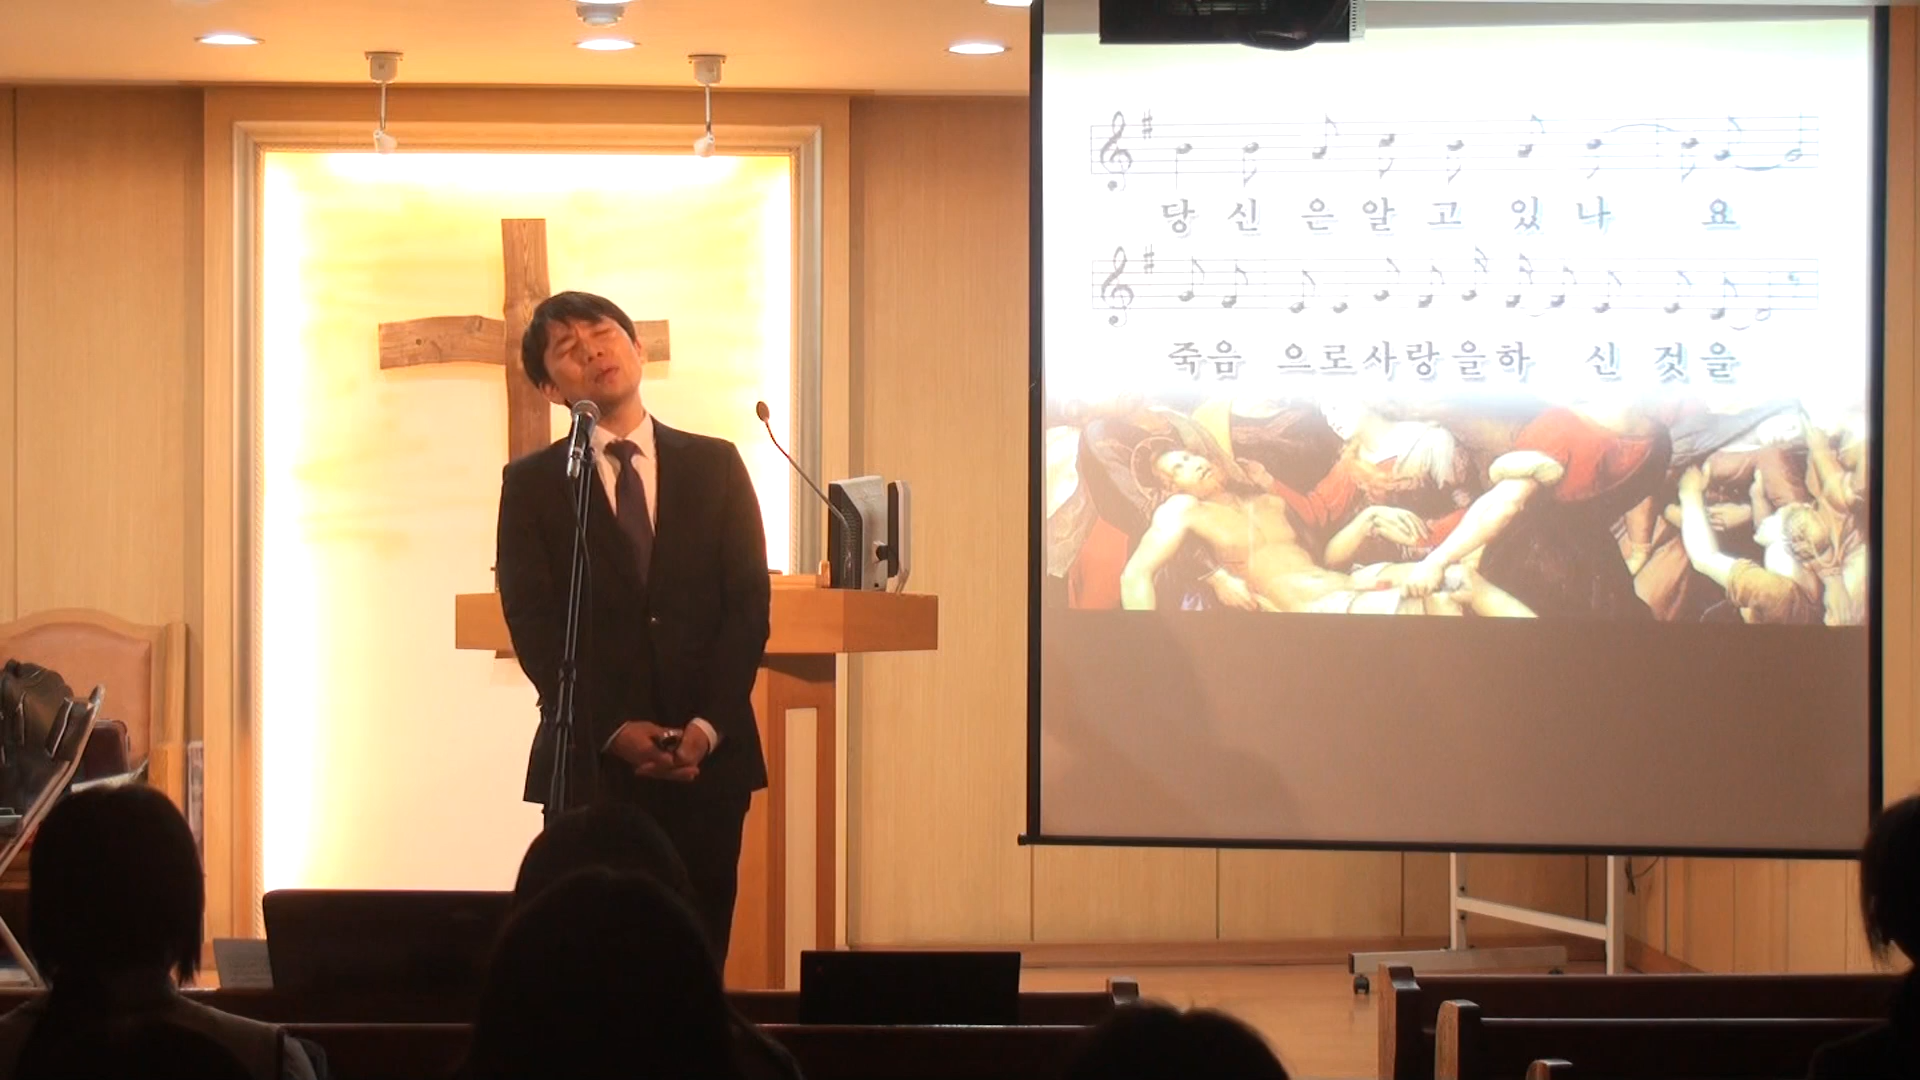 당 신 은 알 고 있 나 요
죽음 으로사랑을하 신 것 을